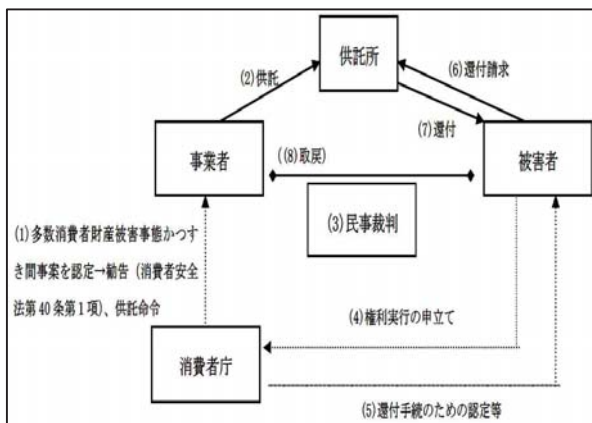 供託所
(2)供託
(6)還付請求
(7)還付
事業者
((8)取戻)
被害者
(3)民事裁判
(1)多数消費者財産被害事態かつす
き間事案を認定→勧告（消費者安全
法第40条第1項）、供託命令
(4)権利実行の申立て
消費者庁
(5)還付手続のための認定等